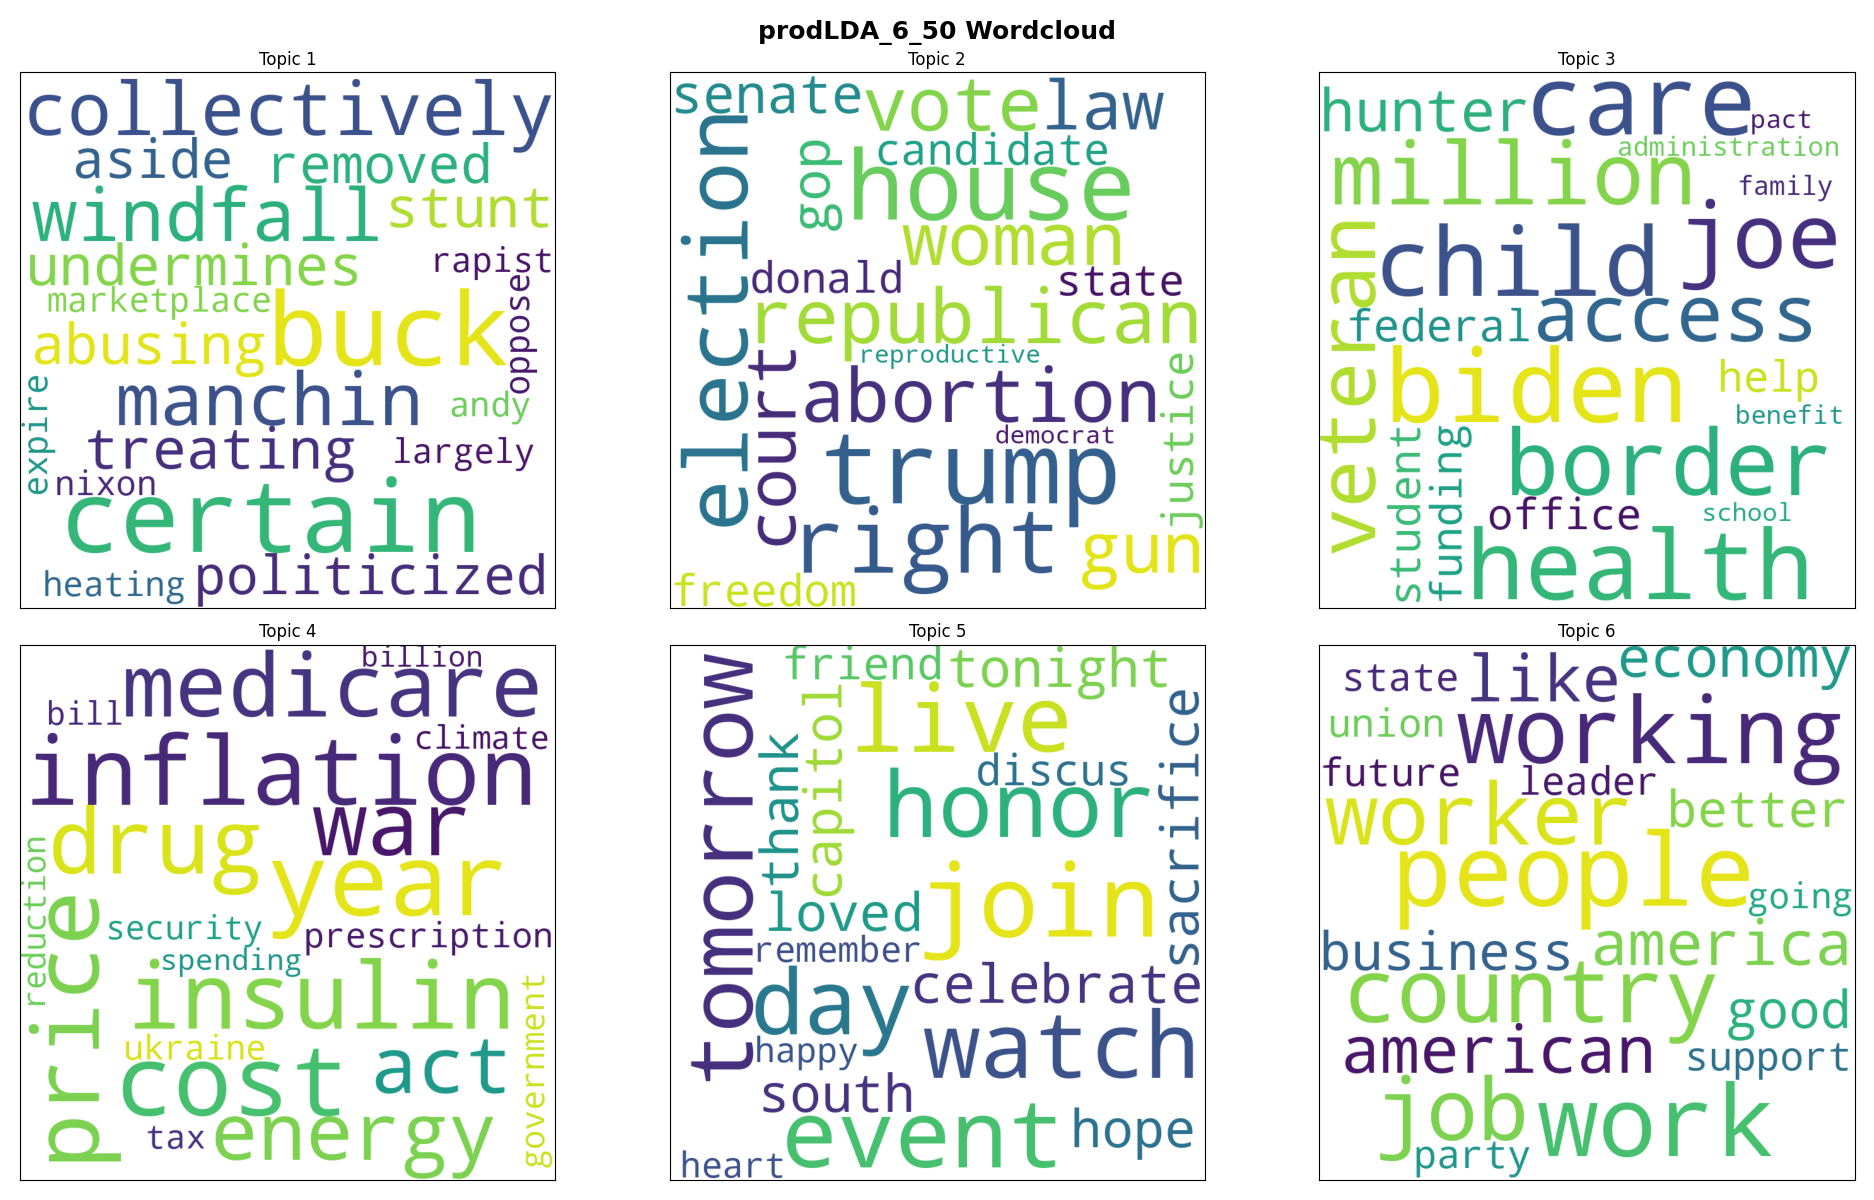 prodLDA_6_50 Wordcloud
Topic 1
collectively
aside removed
windfall stunt
undermines rapist
marketplace
abusing buck oppose
manchin
expire andy
treating largely
nixon
certain
heating politicized
Topic 2
senate vote law
election
gop candidate
house
woman
donald state
republican
reproductive
court abortion justice
democrat
trump
right gun
freedom
Topic 3
hunter care pact
administration
million family
veteran child joe
federal access
biden help
benefit
student funding border
office school
health
Topic 4
billion
medicare
bill
climate
inflation
drug war
year
reduction
price security prescription
spending
insulin
ukraine government
cost act
tax energy
Topic 5
friend tonight
tomorrow live
capitol
thank discus sacrifice
honor
loved join
remember
day celebrate
happy watch
south
event hope
heart
Topic 6
economy
state like
union working
future leader
worker better
people
going
business america
country good
american support
job work
party